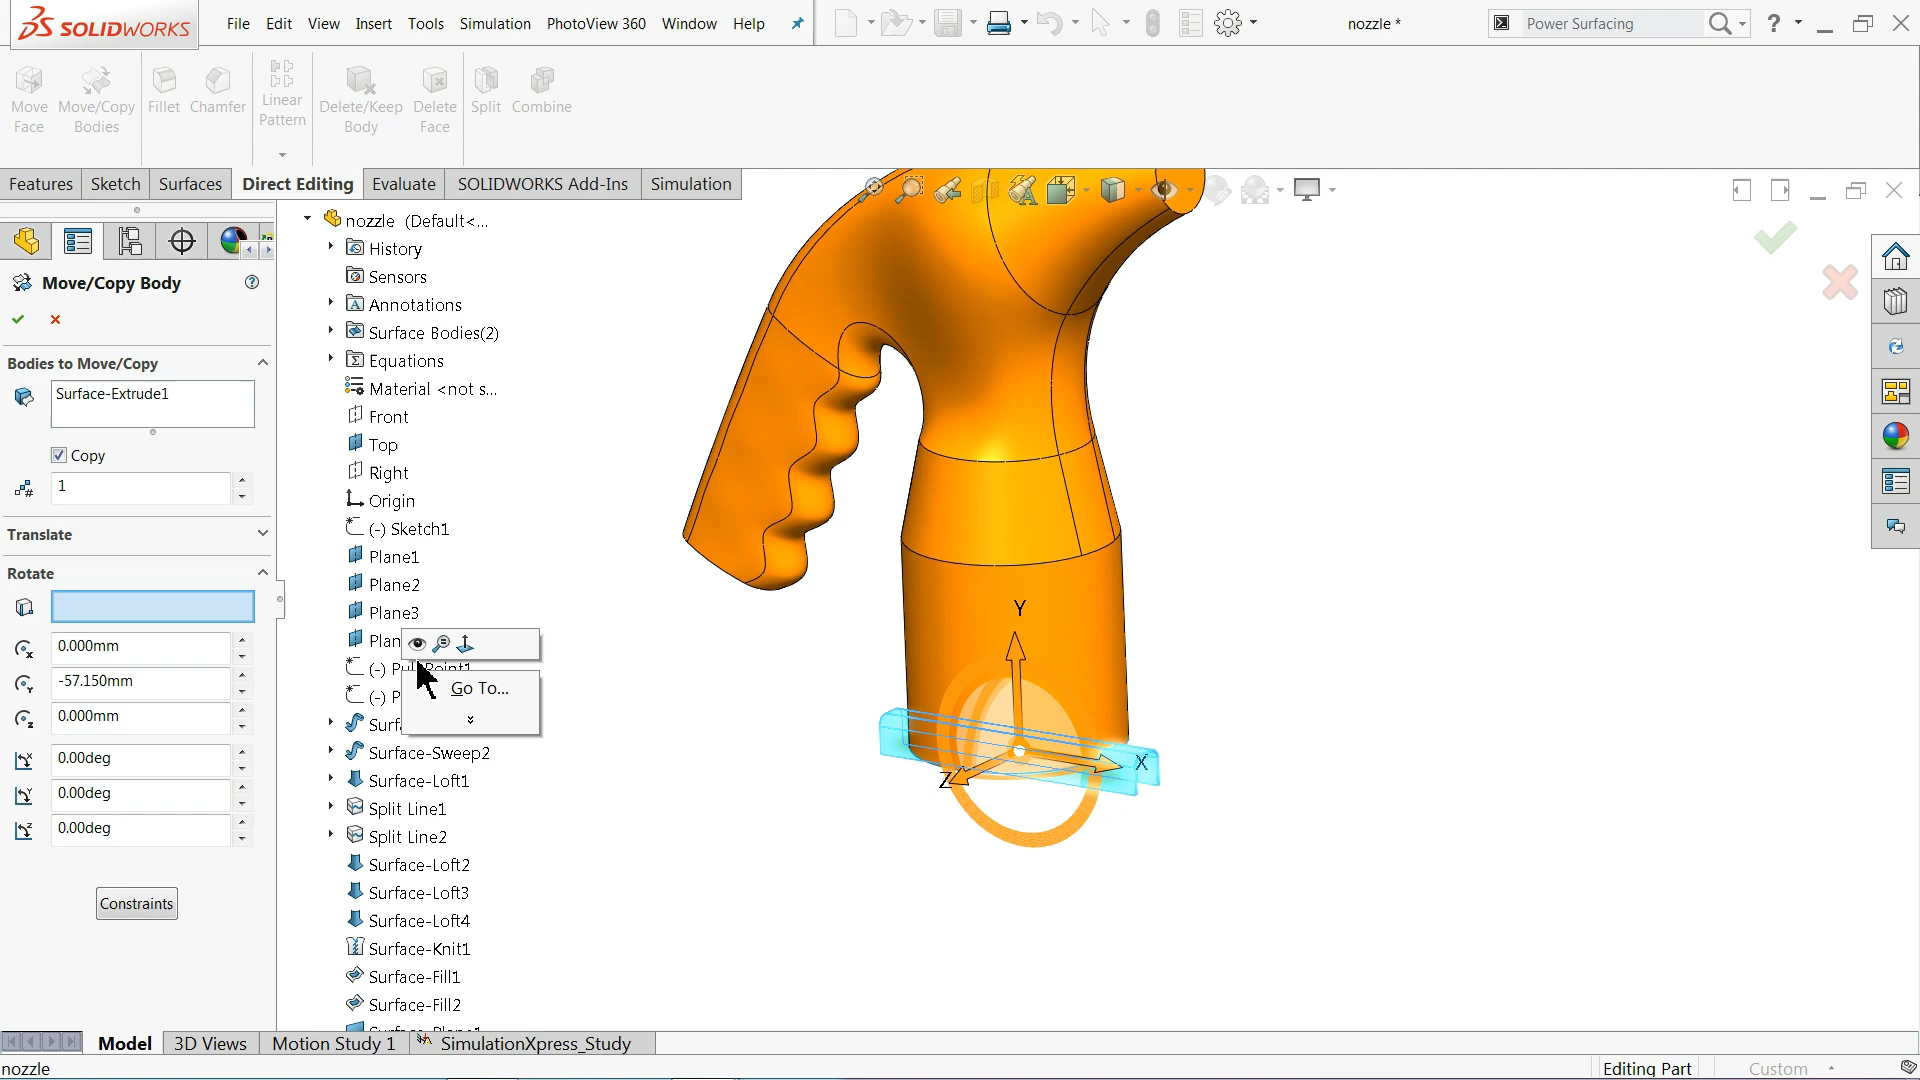 SOLIDWORKS File Edit View Insert Tools Simulation PhotoView 360 Window Help nozzle * Power Surfacing ?
Move Face
Move/Copy Bodies
Fillet
Chamfer
Linear Pattern
Delete/Keep Body
Delete Face
Split
Combine
Features Sketch Surfaces Direct Editing Evaluate SOLIDWORKS Add-Ins Simulation
Move/Copy Body
Bodies to Move/Copy
Surface-Extrude1
Copy
1
Translate
Rotate
0.000mm
-57.150mm
0.000mm
0.00deg
0.00deg
0.00deg
Constraints
nozzle (Default<...
History
Sensors
Annotations
Surface Bodies(2)
Equations
Material <not s...
Front
Top
Right
Origin
(-) Sketch1
Plane1
Plane2
Plane3
Plan
(-) Pull Point1
(-) P
Go To...
Surf
Surface-Sweep2
Surface-Loft1
Split Line1
Split Line2
Surface-Loft2
Surface-Loft3
Surface-Loft4
Surface-Knit1
Surface-Fill1
Surface-Fill2
Y
X
Z
Model 3D Views Motion Study 1 SimulationXpress_Study
nozzle Editing Part Custom